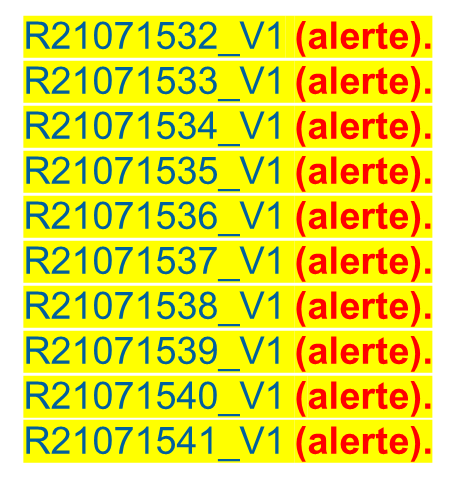 R21071532_V1 (alerte).
R21071533_V1 (alerte).
R21071534_V1 (alerte).
R21071535_V1 (alerte).
R21071536_V1 (alerte).
R21071537_V1 (alerte).
R21071538_V1 (alerte).
R21071539_V1 (alerte).
R21071540_V1 (alerte).
R21071541_V1 (alerte).